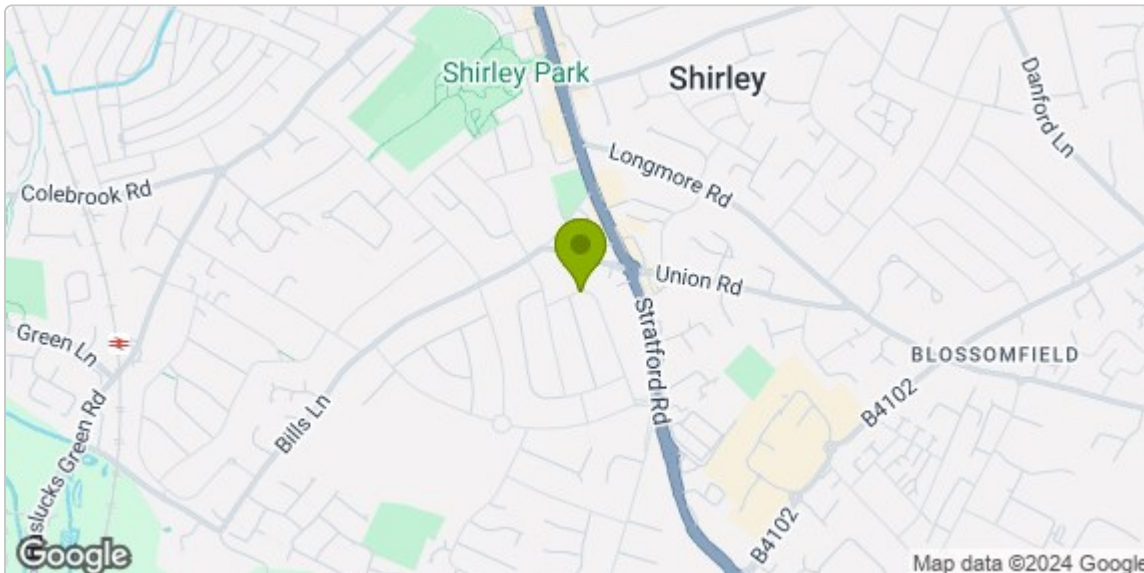 Shirley Park
Shirley
Danford Ln
Longmore Rd
Colebrook Rd
Union Rd
Green Ln
Stratford Rd
BLOSSOMFIELD
Bills Ln
B4102
slucks Green Rd
B4102
Google
Map data ©2024 Google